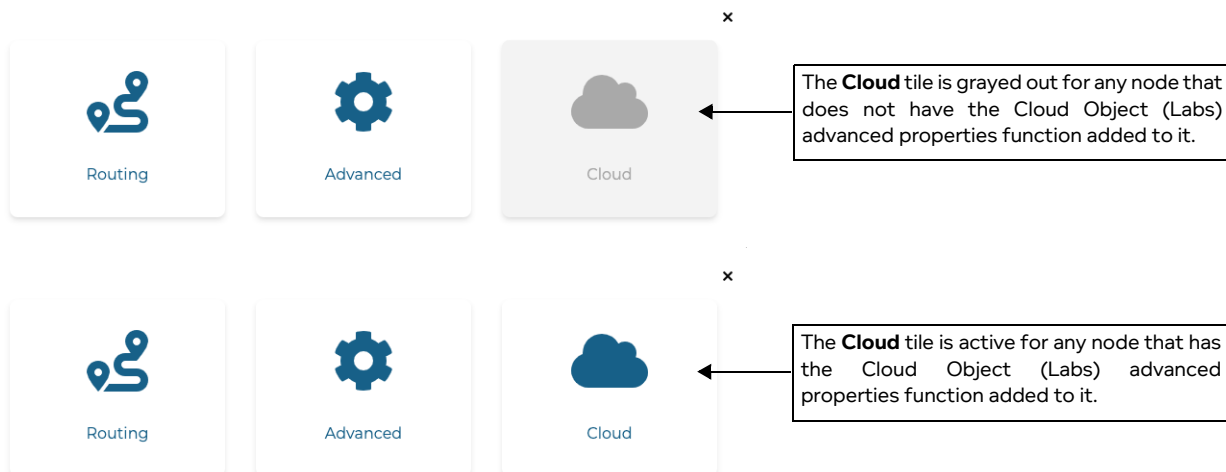 ×
Routing
Advanced
Cloud
The Cloud tile is grayed out for any node that
does not have the Cloud Object (Labs)
advanced properties function added to it.
×
Routing
Advanced
Cloud
The Cloud tile is active for any node that has
the Cloud Object (Labs) advanced
properties function added to it.